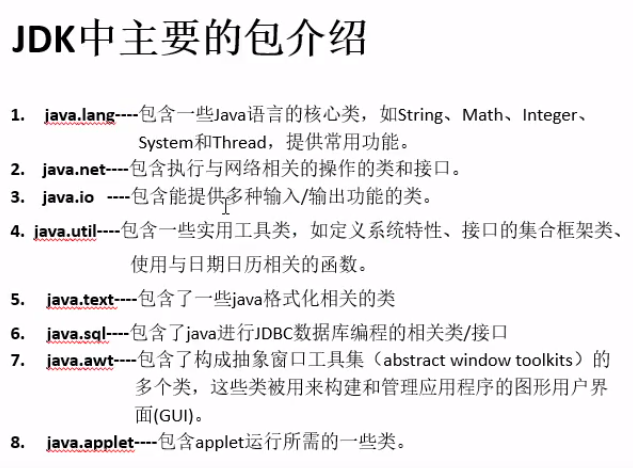 JDK中主要的包介绍
1. java.lang----包含一些Java语言的核心类，如String、Math、Integer、
System和Thread，提供常用功能。
2. java.net----包含执行与网络相关的操作的类和接口。
3. java.io ----包含能提供多种输入/输出功能的类。
4. java.util----包含一些实用工具类，如定义系统特性、接口的集合框架类、
使用与日期日历相关的函数。
5. java.text----包含了一些java格式化相关的类
6. java.sql----包含了java进行JDBC数据库编程的相关类/接口
7. java.awt----包含了构成抽象窗口工具集（abstract window toolkits）的
多个类，这些类被用来构建和管理应用程序的图形用户界
面(GUI)。
8. java.applet----包含applet运行所需的一些类。